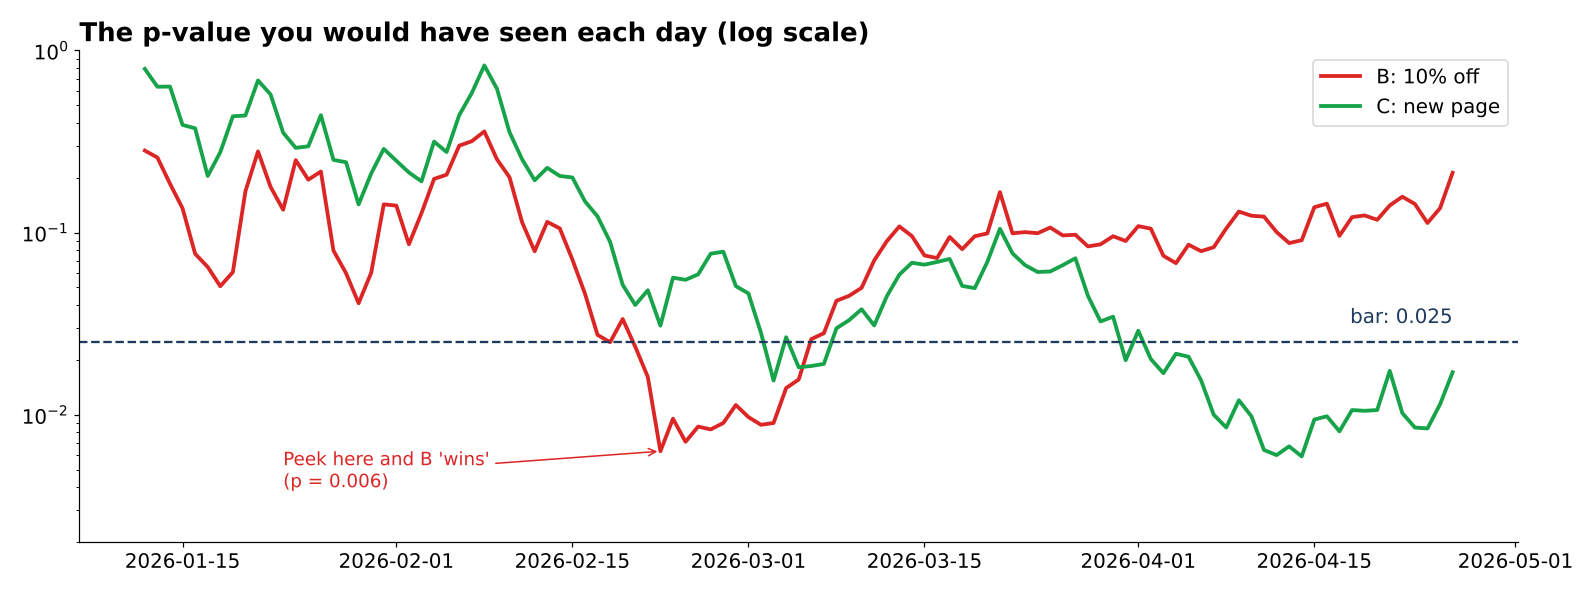 The p-value you would have seen each day (log scale)
10⁰
10⁻¹
10⁻²
B: 10% off
C: new page
bar: 0.025
Peek here and B 'wins'
(p = 0.006)
2026-01-15
2026-02-01
2026-02-15
2026-03-01
2026-03-15
2026-04-01
2026-04-15
2026-05-01